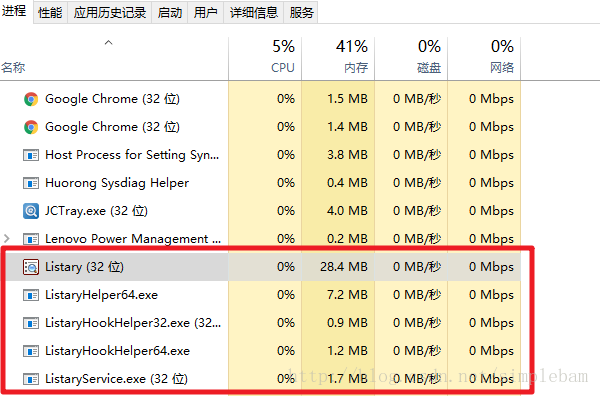 进程 性能 应用历史记录 启动 用户 详细信息 服务
5% 41% 0% 0%
名称 CPU 内存 磁盘 网络
Google Chrome (32 位) 0% 1.5 MB 0 MB/秒 0 Mbps
Google Chrome (32 位) 0% 1.4 MB 0 MB/秒 0 Mbps
Host Process for Setting Syn... 0% 3.8 MB 0 MB/秒 0 Mbps
Huorong Sysdiag Helper 0% 0.4 MB 0 MB/秒 0 Mbps
JCTray.exe (32 位) 0% 4.0 MB 0 MB/秒 0 Mbps
Lenovo Power Management ... 0% 0.2 MB 0 MB/秒 0 Mbps
Listary (32 位) 0% 28.4 MB 0 MB/秒 0 Mbps
ListaryHelper64.exe 0% 7.2 MB 0 MB/秒 0 Mbps
ListaryHookHelper32.exe (32... 0% 0.9 MB 0 MB/秒 0 Mbps
ListaryHookHelper64.exe 0% 1.2 MB 0 MB/秒 0 Mbps
ListaryService.exe (32 位) 0% 1.7 MB 0 MB/秒 0 Mbps
http://blog.csdn.net/simplebam